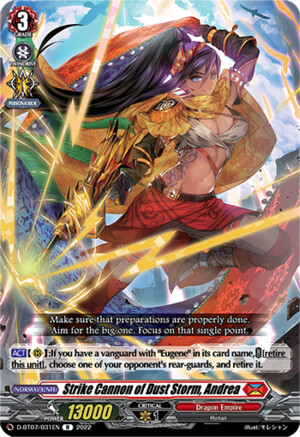 3
GRADE
TWINDRIVE
PERSONA RIDE
Make sure that preparations are properly done.
Aim for the big one. Focus on that single point.
ACT [R]:If you have a vanguard with "Eugene" in its card name, [retire
this unit], choose one of your opponent's rear-guards, and retire it.
NORMAL UNIT
Strike Cannon of Dust Storm, Andrea
POWER 13000
CRITICAL
1
Dragon Empire
Human
D-BT07/031EN R 2022
illust/モレシャン